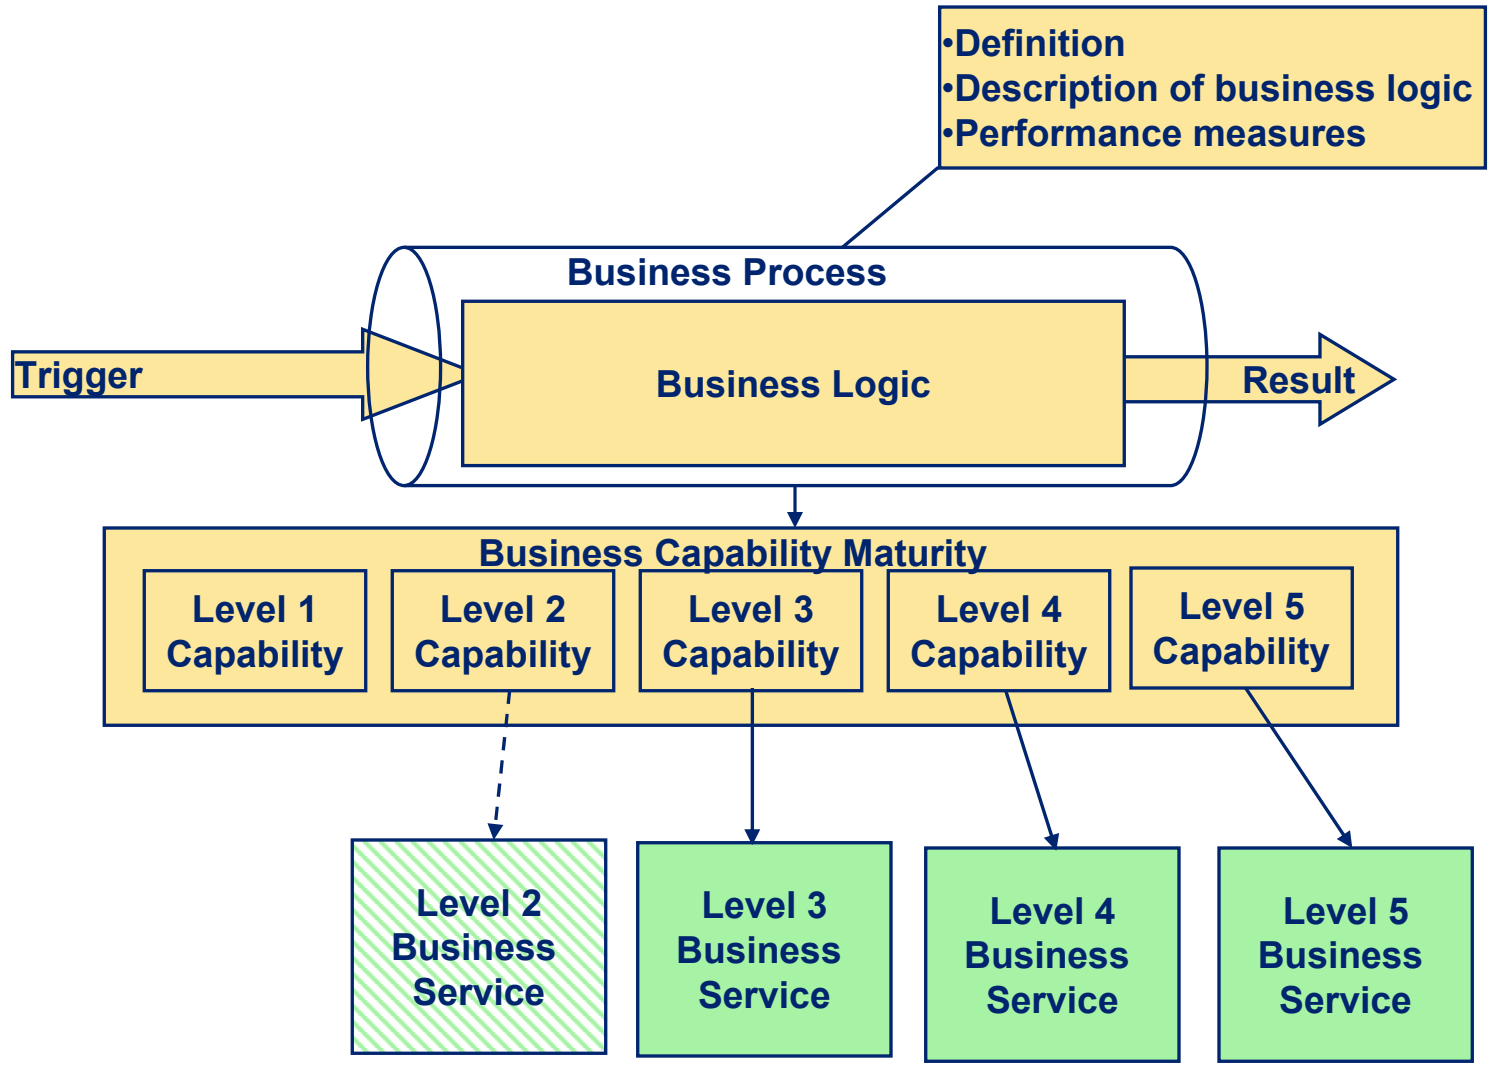 •Definition
•Description of business logic
•Performance measures
Business Process
Trigger
Business Logic
Result
Business Capability Maturity
Level 1
Capability
Level 2
Capability
Level 3
Capability
Level 4
Capability
Level 5
Capability
Level 2
Business
Service
Level 3
Business
Service
Level 4
Business
Service
Level 5
Business
Service